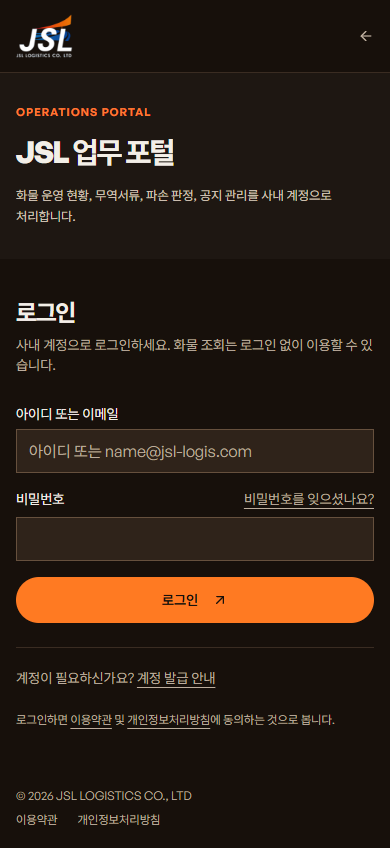 JSL
JSL LOGISTICS CO., LTD
OPERATIONS PORTAL
JSL 업무 포털
화물 운영 현황, 무역서류, 파손 판정, 공지 관리를 사내 계정으로
처리합니다.
로그인
사내 계정으로 로그인하세요. 화물 조회는 로그인 없이 이용할 수 있
습니다.
아이디 또는 이메일
아이디 또는 name@jsl-logis.com
비밀번호 비밀번호를 잊으셨나요?
로그인
계정이 필요하신가요? 계정 발급 안내
로그인하면 이용약관 및 개인정보처리방침에 동의하는 것으로 봅니다.
© 2026 JSL LOGISTICS CO., LTD
이용약관 개인정보처리방침